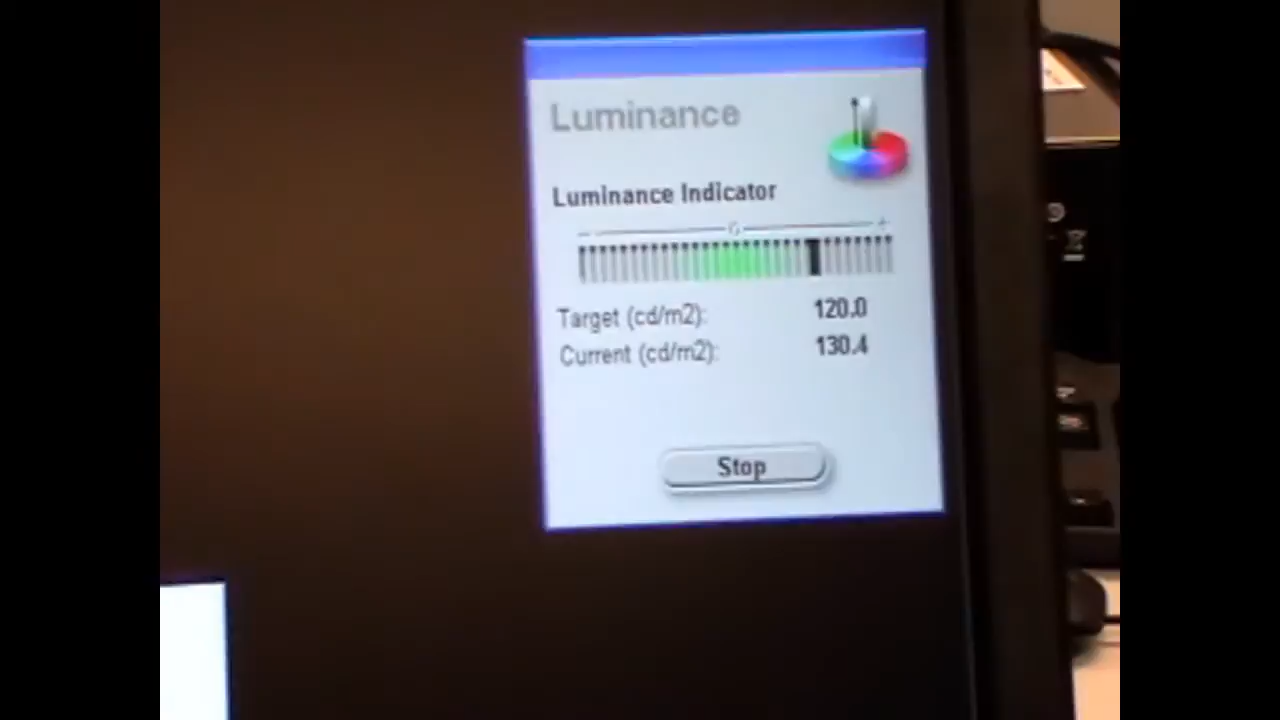 Luminance
Luminance Indicator
- G +
Target (cd/m2): 120.0
Current (cd/m2): 130.4
Stop